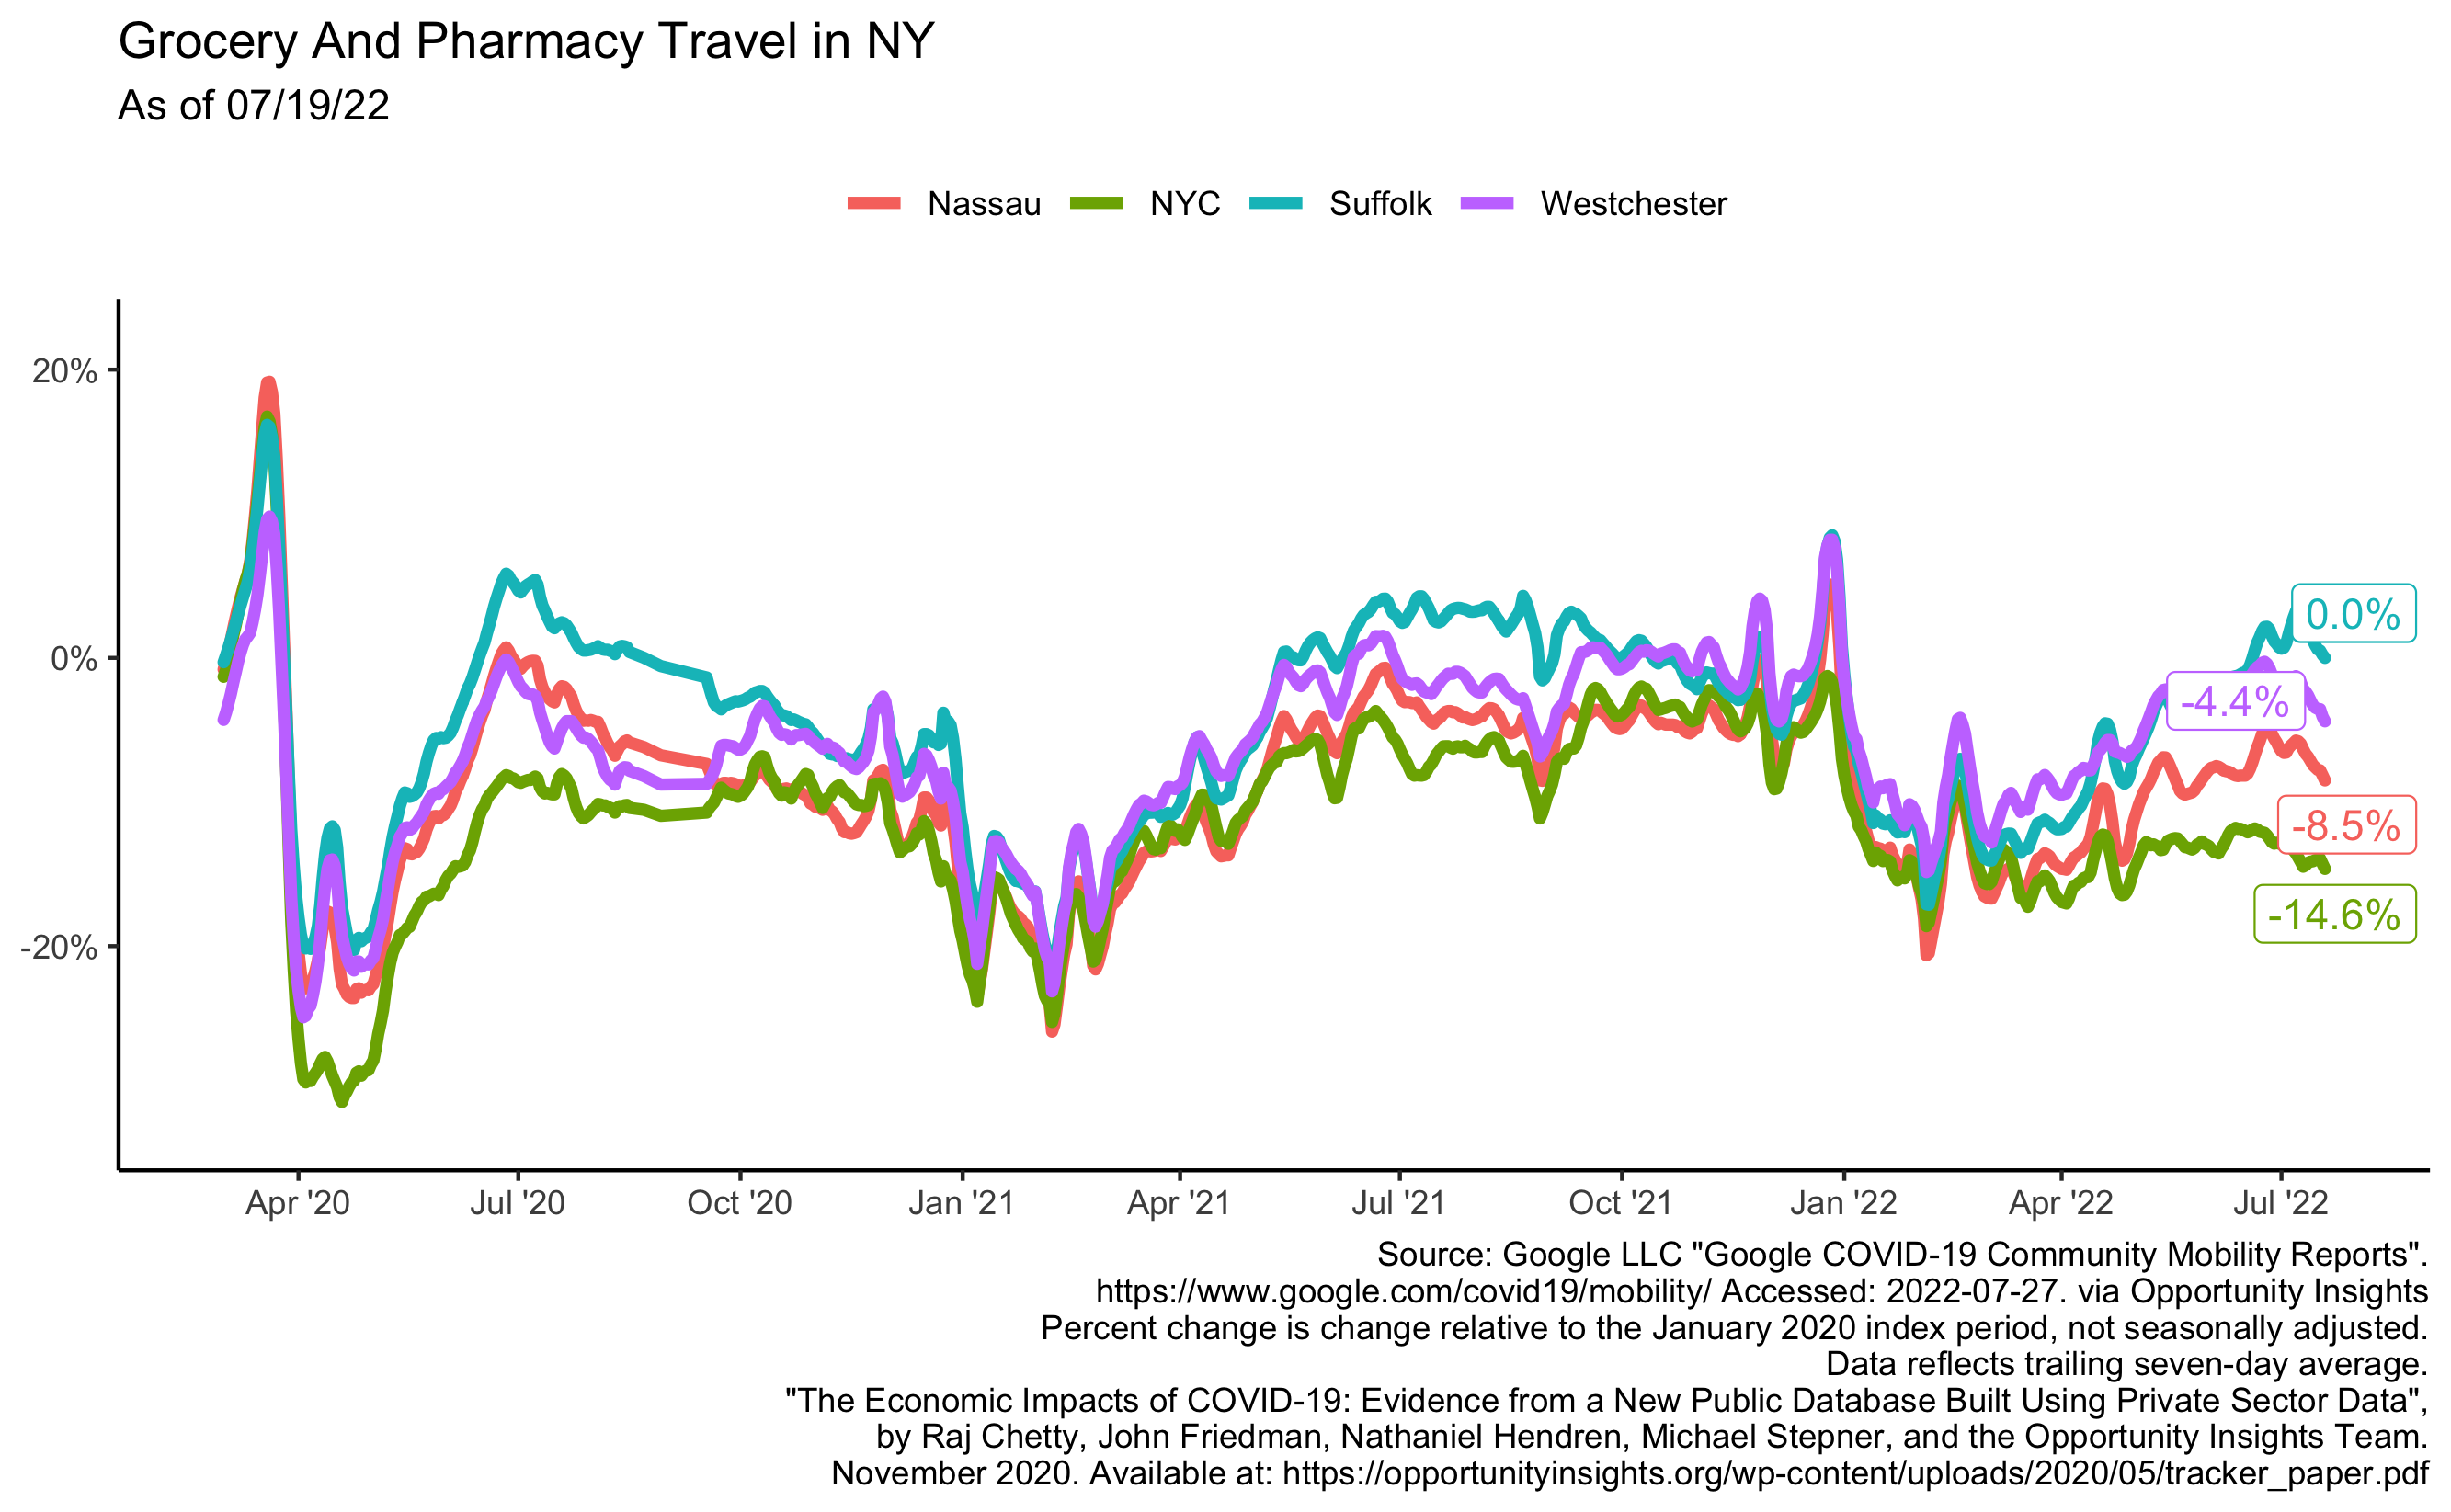 Grocery And Pharmacy Travel in NY
As of 07/19/22
Nassau NYC Suffolk Westchester
20%
0%
-20%
0.0%
-4.4%
-8.5%
-14.6%
Apr '20 Jul '20 Oct '20 Jan '21 Apr '21 Jul '21 Oct '21 Jan '22 Apr '22 Jul '22
Source: Google LLC "Google COVID-19 Community Mobility Reports".
https://www.google.com/covid19/mobility/ Accessed: 2022-07-27. via Opportunity Insights
Percent change is change relative to the January 2020 index period, not seasonally adjusted.
Data reflects trailing seven-day average.
"The Economic Impacts of COVID-19: Evidence from a New Public Database Built Using Private Sector Data",
by Raj Chetty, John Friedman, Nathaniel Hendren, Michael Stepner, and the Opportunity Insights Team.
November 2020. Available at: https://opportunityinsights.org/wp-content/uploads/2020/05/tracker_paper.pdf